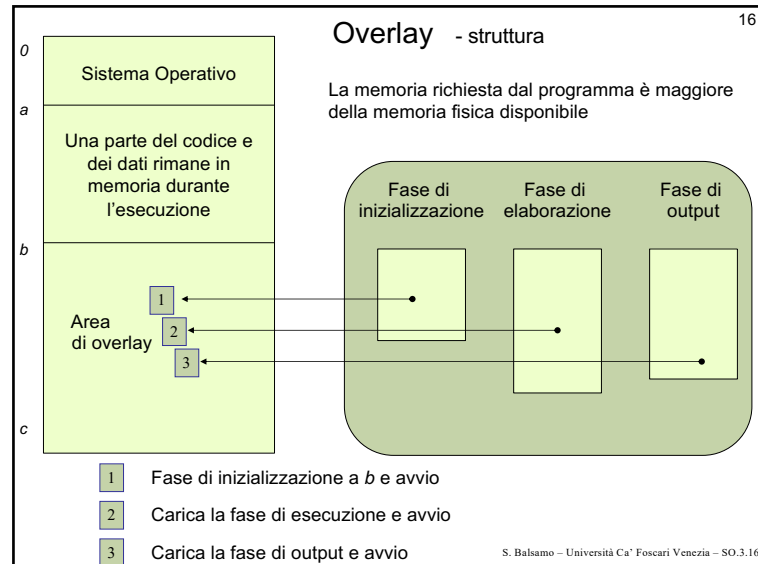 16
Overlay - struttura
La memoria richiesta dal programma è maggiore
della memoria fisica disponibile
0
Sistema Operativo
a
Una parte del codice e
dei dati rimane in
memoria durante
l'esecuzione
b
Area
di overlay
1
2
3
c
Fase di
inizializzazione
Fase di
elaborazione
Fase di
output
1 Fase di inizializzazione a b e avvio
2 Carica la fase di esecuzione e avvio
3 Carica la fase di output e avvio
S. Balsamo – Università Ca' Foscari Venezia – SO.3.16